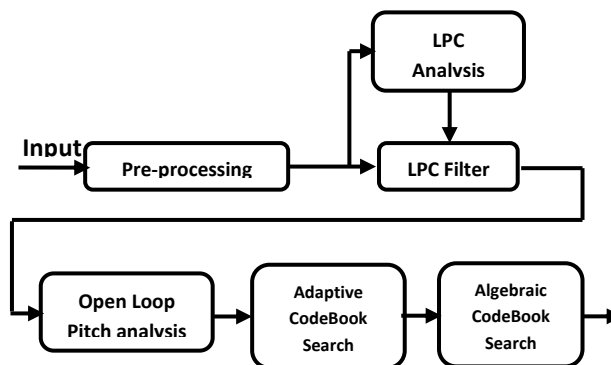 LPC
Analysis
Input
Pre-processing
LPC Filter
Open Loop
Pitch analysis
Adaptive
CodeBook
Search
Algebraic
CodeBook
Search